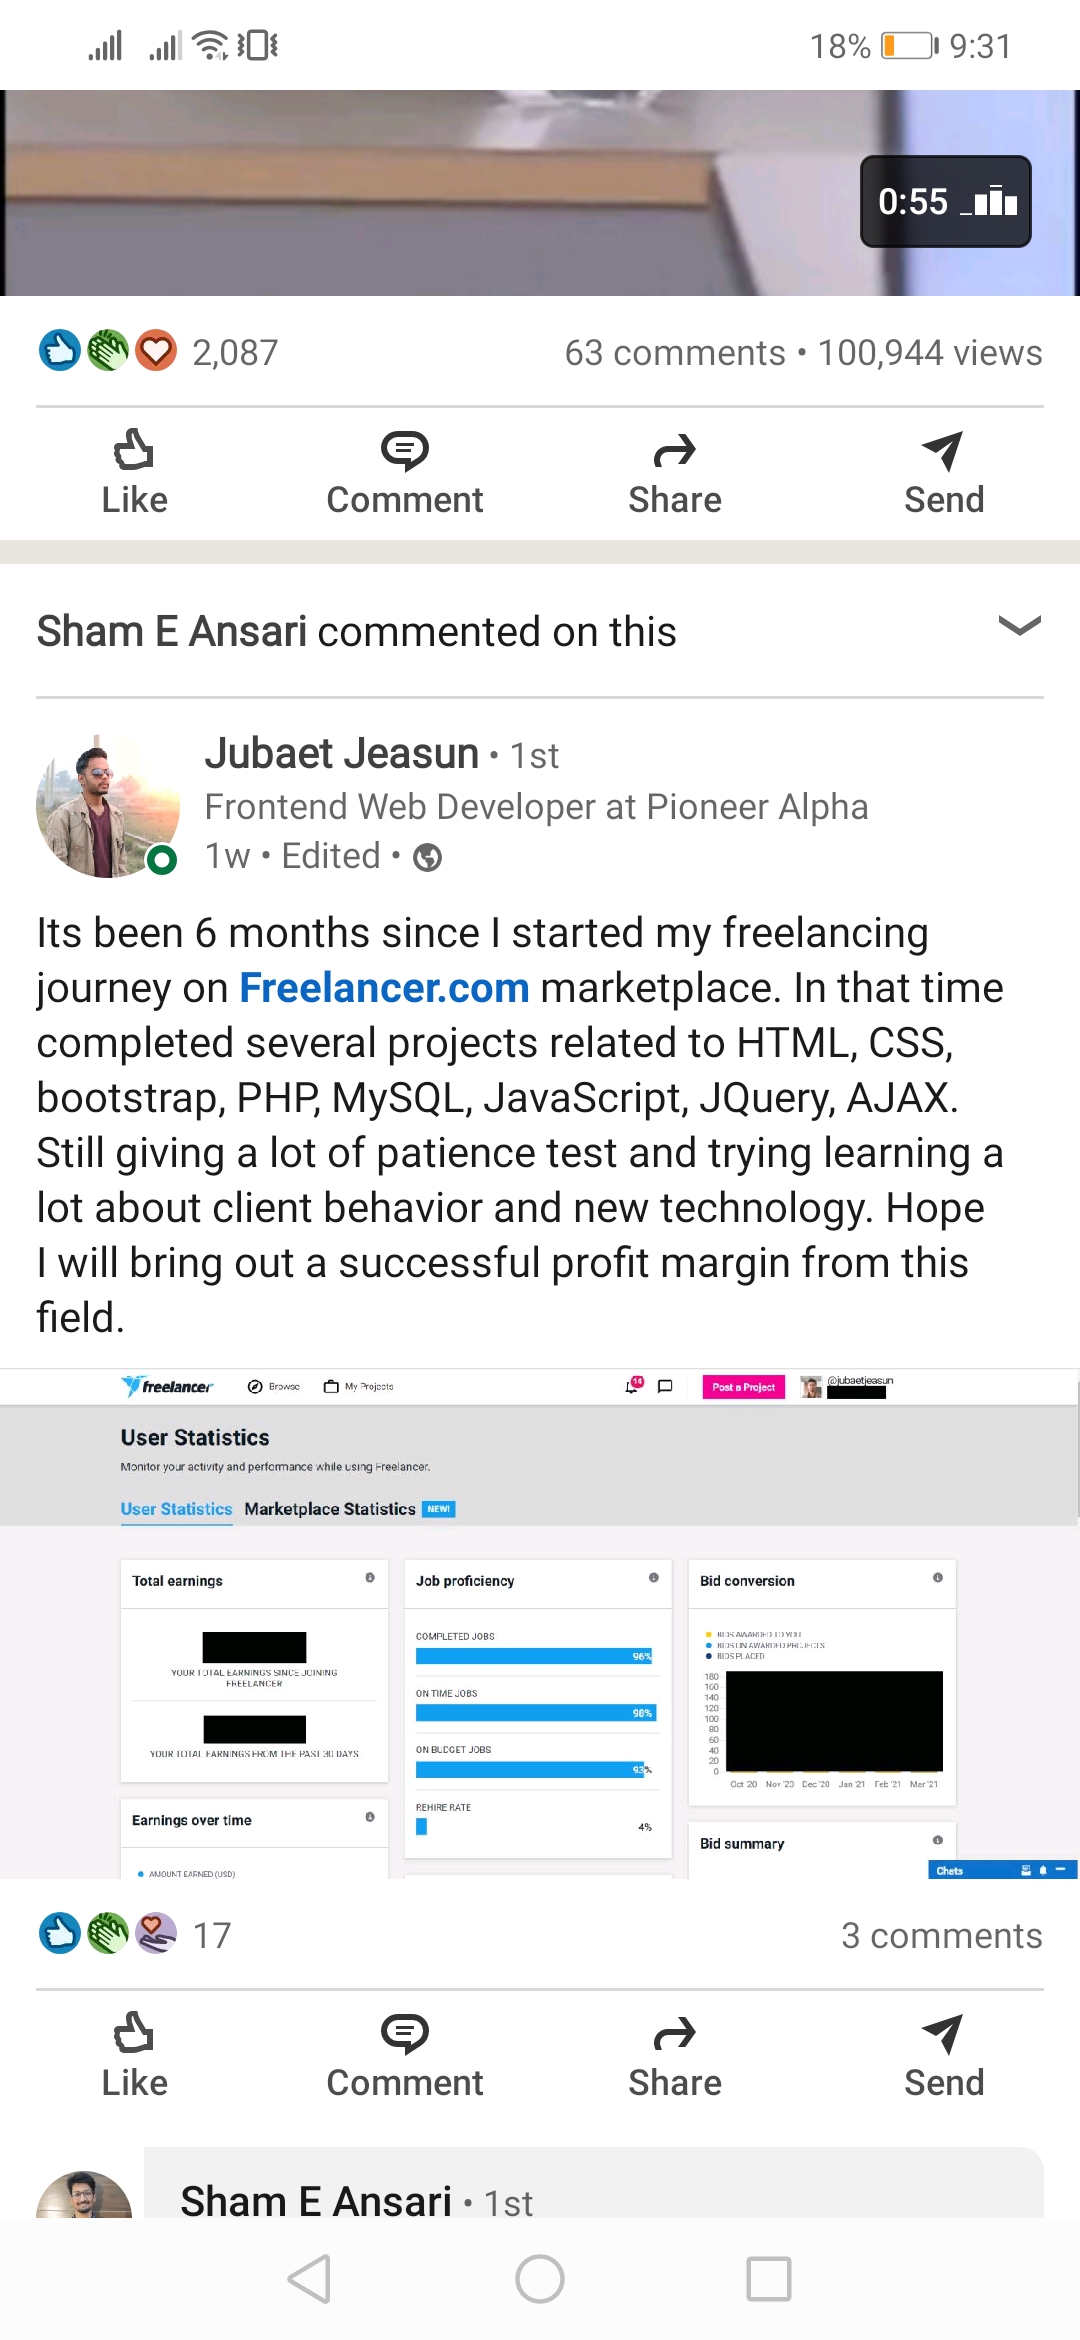 18% 9:31
0:55
2,087 63 comments • 100,944 views
Like Comment Share Send
Sham E Ansari commented on this
Jubaet Jeasun • 1st
Frontend Web Developer at Pioneer Alpha
1w • Edited •
Its been 6 months since I started my freelancing
journey on Freelancer.com marketplace. In that time
completed several projects related to HTML, CSS,
bootstrap, PHP, MySQL, JavaScript, JQuery, AJAX.
Still giving a lot of patience test and trying learning a
lot about client behavior and new technology. Hope
I will bring out a successful profit margin from this
field.
freelancer Browse My Projects 14 Post a Project @jubaetjeasun
User Statistics
Monitor your activity and performance while using Freelancer.
User Statistics Marketplace Statistics NEW!
Total earnings
YOUR TOTAL EARNINGS SINCE JOINING
FREELANCER
YOUR TOTAL EARNINGS FROM THE PAST 30 DAYS
Earnings over time
AMOUNT EARNED (USD)
Job proficiency
COMPLETED JOBS
96%
ON TIME JOBS
98%
ON BUDGET JOBS
93%
REHIRE RATE
4%
Bid conversion
BIDS AWARDED TO YOU
BIDS ON AWARDED PROJECTS
BIDS PLACED
180
160
140
120
100
80
60
40
20
0
Oct '20 Nov '20 Dec '20 Jan '21 Feb '21 Mar '21
Bid summary
Chats
17 3 comments
Like Comment Share Send
Sham E Ansari • 1st